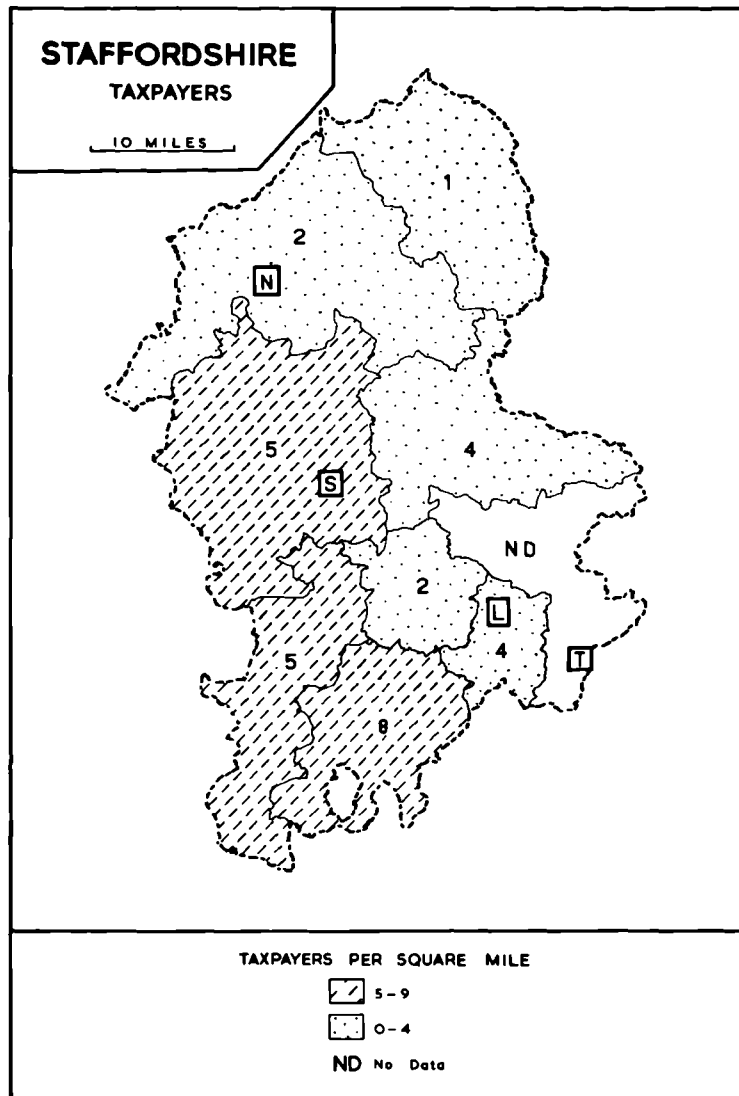 STAFFORDSHIRE
TAXPAYERS
10 MILES
1
2
N
5
4
S
ND
2
L
4
5
T
8
TAXPAYERS PER SQUARE MILE
5-9
0-4
ND No Data